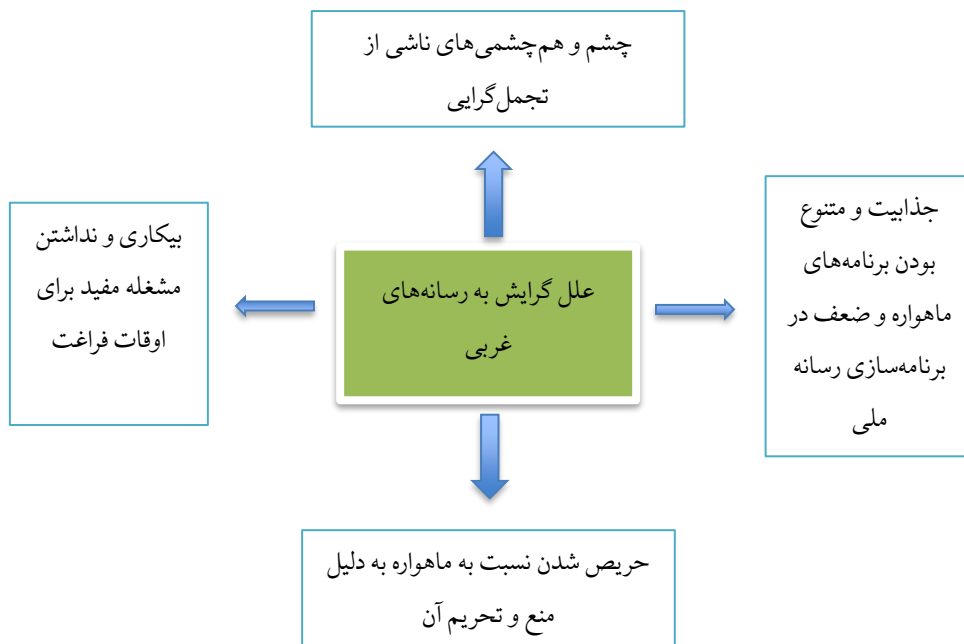 چشم و هم‌چشمی‌های ناشی از
تجمل‌گرایی
جذابیت و متنوع
بودن برنامه‌های
ماهواره و ضعف در
برنامه‌سازی رسانه
ملی
علل گرایش به رسانه‌های
غربی
بیکاری و نداشتن
مشغله مفید برای
اوقات فراغت
حریص شدن نسبت به ماهواره به دلیل
منع و تحریم آن